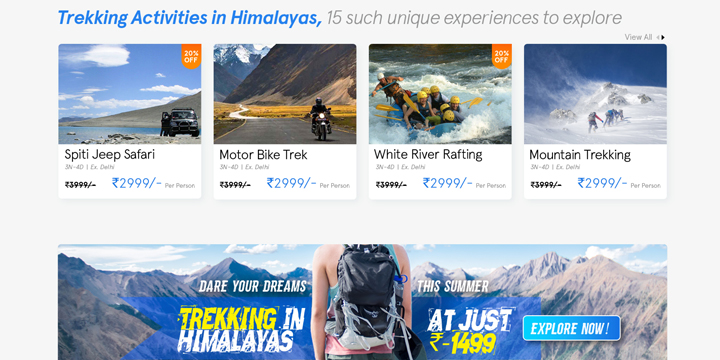 Trekking Activities in Himalayas, 15 such unique experiences to explore
View All
20%
OFF
20%
OFF
Spiti Jeep Safari
3N-4D | Ex. Delhi
₹3999/- ₹2999/- Per Person
Motor Bike Trek
3N-4D | Ex. Delhi
₹3999/- ₹2999/- Per Person
White River Rafting
3N-4D | Ex. Delhi
₹3999/- ₹2999/- Per Person
Mountain Trekking
3N-4D | Ex. Delhi
₹3999/- ₹2999/- Per Person
DARE YOUR DREAMS THIS SUMMER
TREKKING IN
HIMALAYAS
AT JUST
₹-1499
EXPLORE NOW!